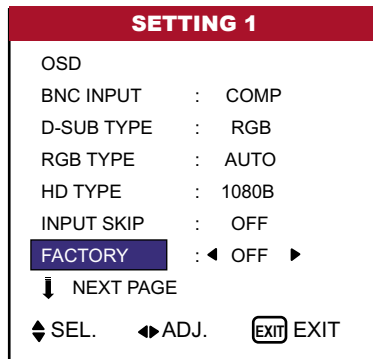 SETTING 1
OSD
BNC INPUT : COMP
D-SUB TYPE : RGB
RGB TYPE : AUTO
HD TYPE : 1080B
INPUT SKIP : OFF
FACTORY : OFF
NEXT PAGE
SEL. ADJ. EXIT EXIT